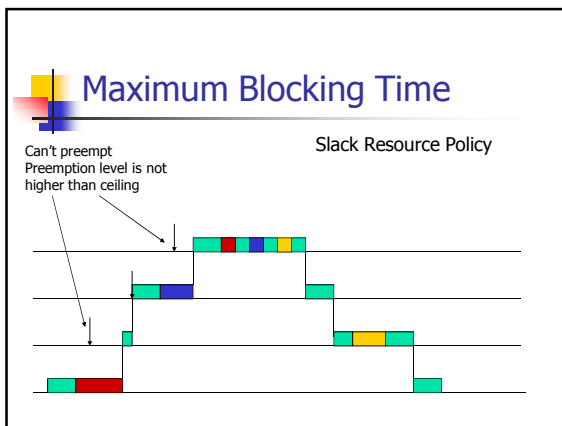 Maximum Blocking Time
Slack Resource Policy
Can't preempt
Preemption level is not
higher than ceiling